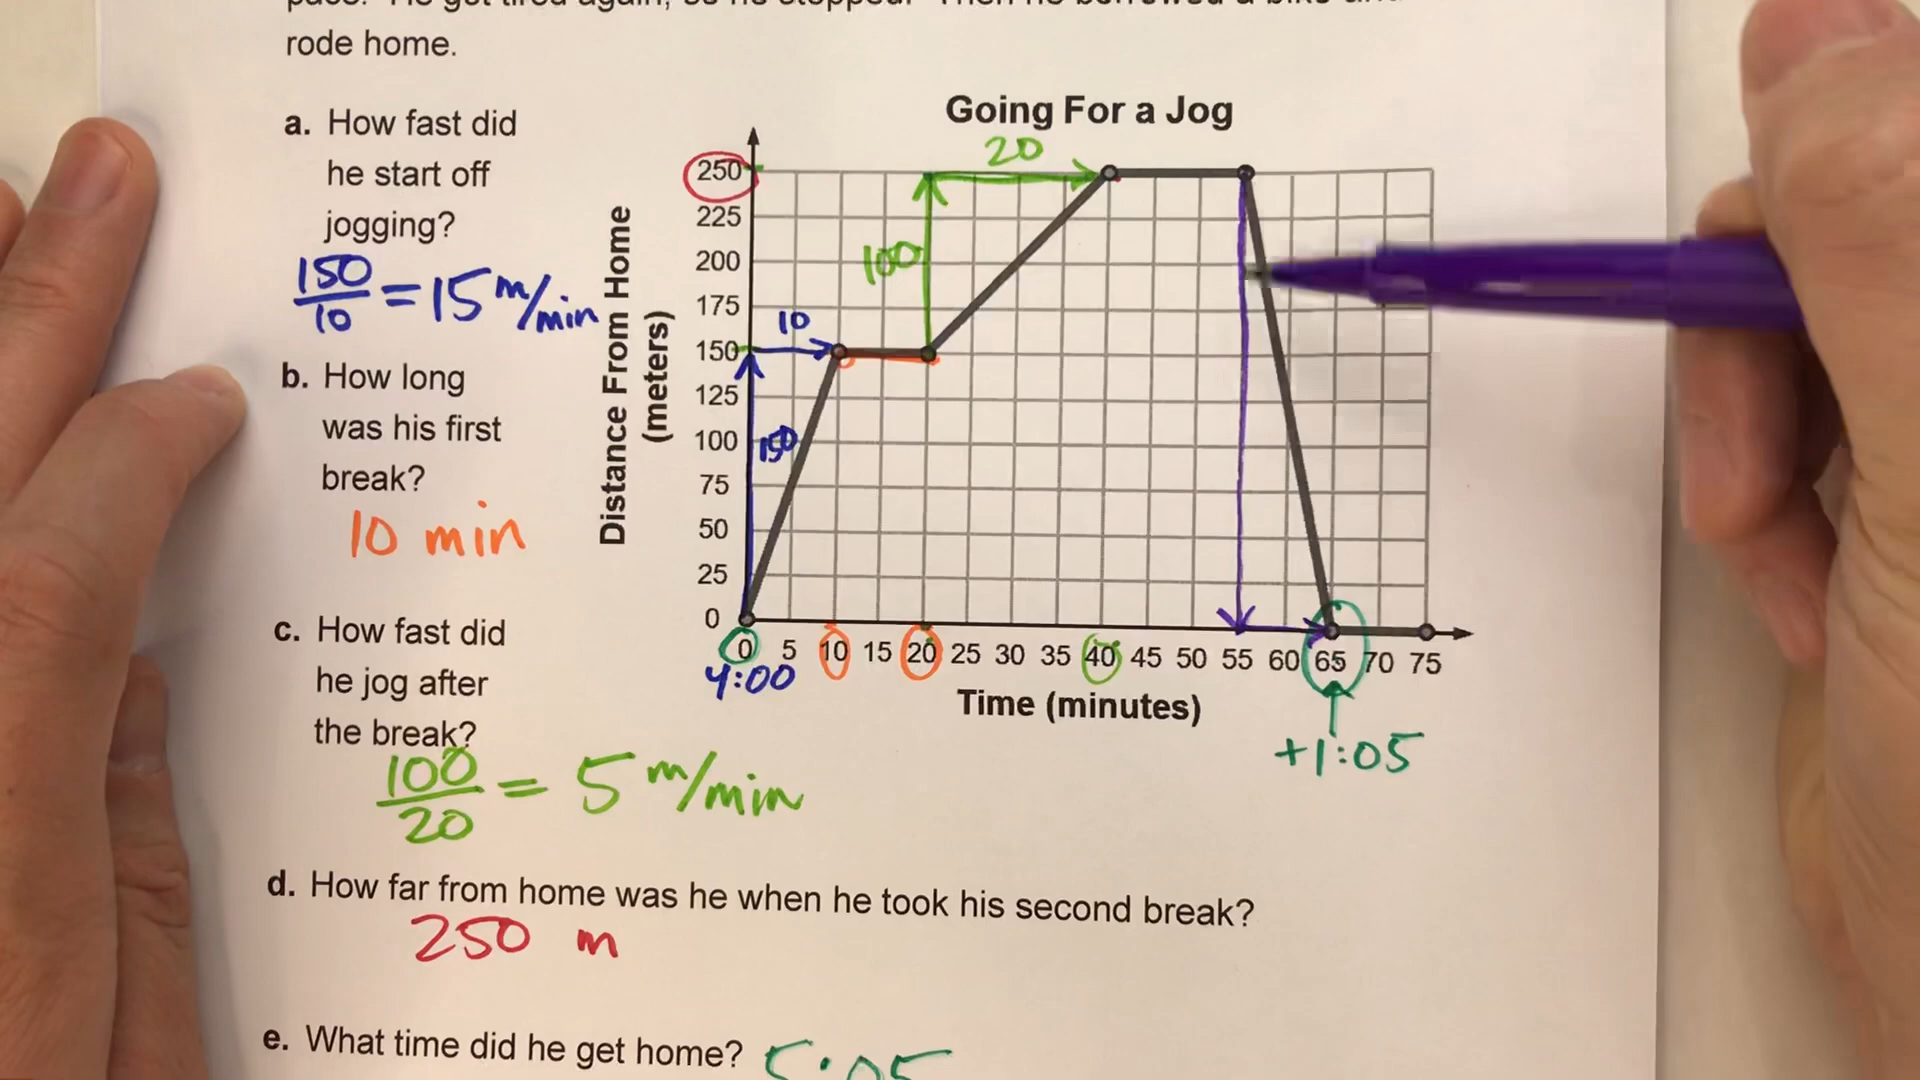 rode home.
a. How fast did
he start off
jogging?
150
10
=15 m/min
b. How long
was his first
break?
10 min
c. How fast did
he jog after
the break?
100
20
= 5 m/min
d. How far from home was he when he took his second break?
250 m
e. What time did he get home? 5:05
Going For a Jog
Distance From Home
(meters)
250
225
200
175
150
125
100
75
50
25
0
20
100
10
150
0 5 10 15 20 25 30 35 40 45 50 55 60 65 70 75
4:00
Time (minutes)
+1:05